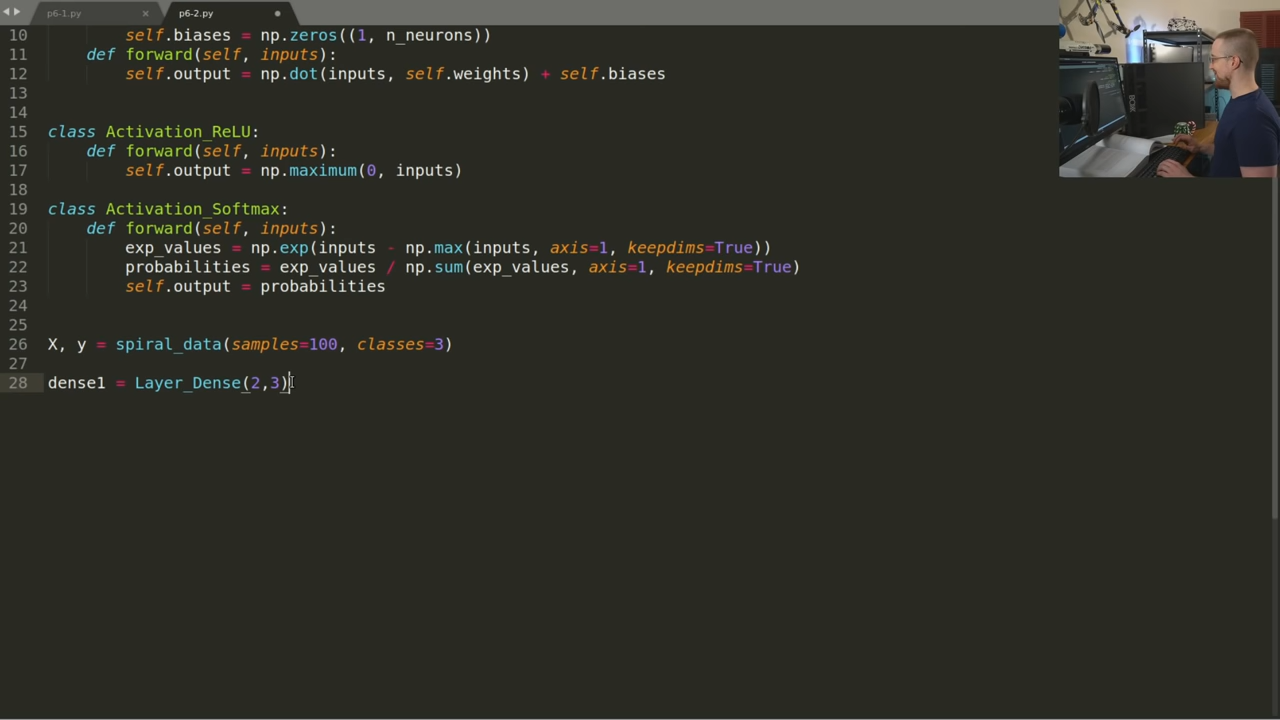 p6-1.py × p6-2.py
10 self.biases = np.zeros((1, n_neurons))
11 def forward(self, inputs):
12 self.output = np.dot(inputs, self.weights) + self.biases
13
14
15 class Activation_ReLU:
16 def forward(self, inputs):
17 self.output = np.maximum(0, inputs)
18
19 class Activation_Softmax:
20 def forward(self, inputs):
21 exp_values = np.exp(inputs - np.max(inputs, axis=1, keepdims=True))
22 probabilities = exp_values / np.sum(exp_values, axis=1, keepdims=True)
23 self.output = probabilities
24
25
26 X, y = spiral_data(samples=100, classes=3)
27
28 dense1 = Layer_Dense(2,3)